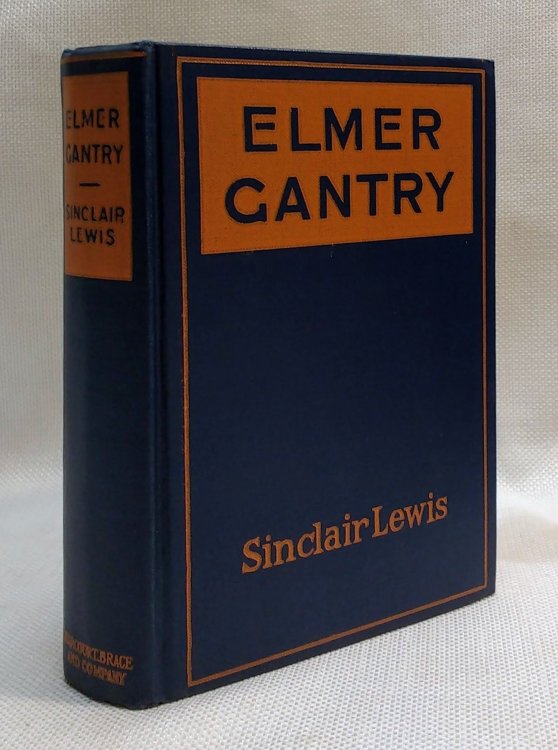 ELMER
GANTRY
SINCLAIR
LEWIS
HARCOURT, BRACE
AND COMPANY
ELMER
GANTRY
Sinclair Lewis